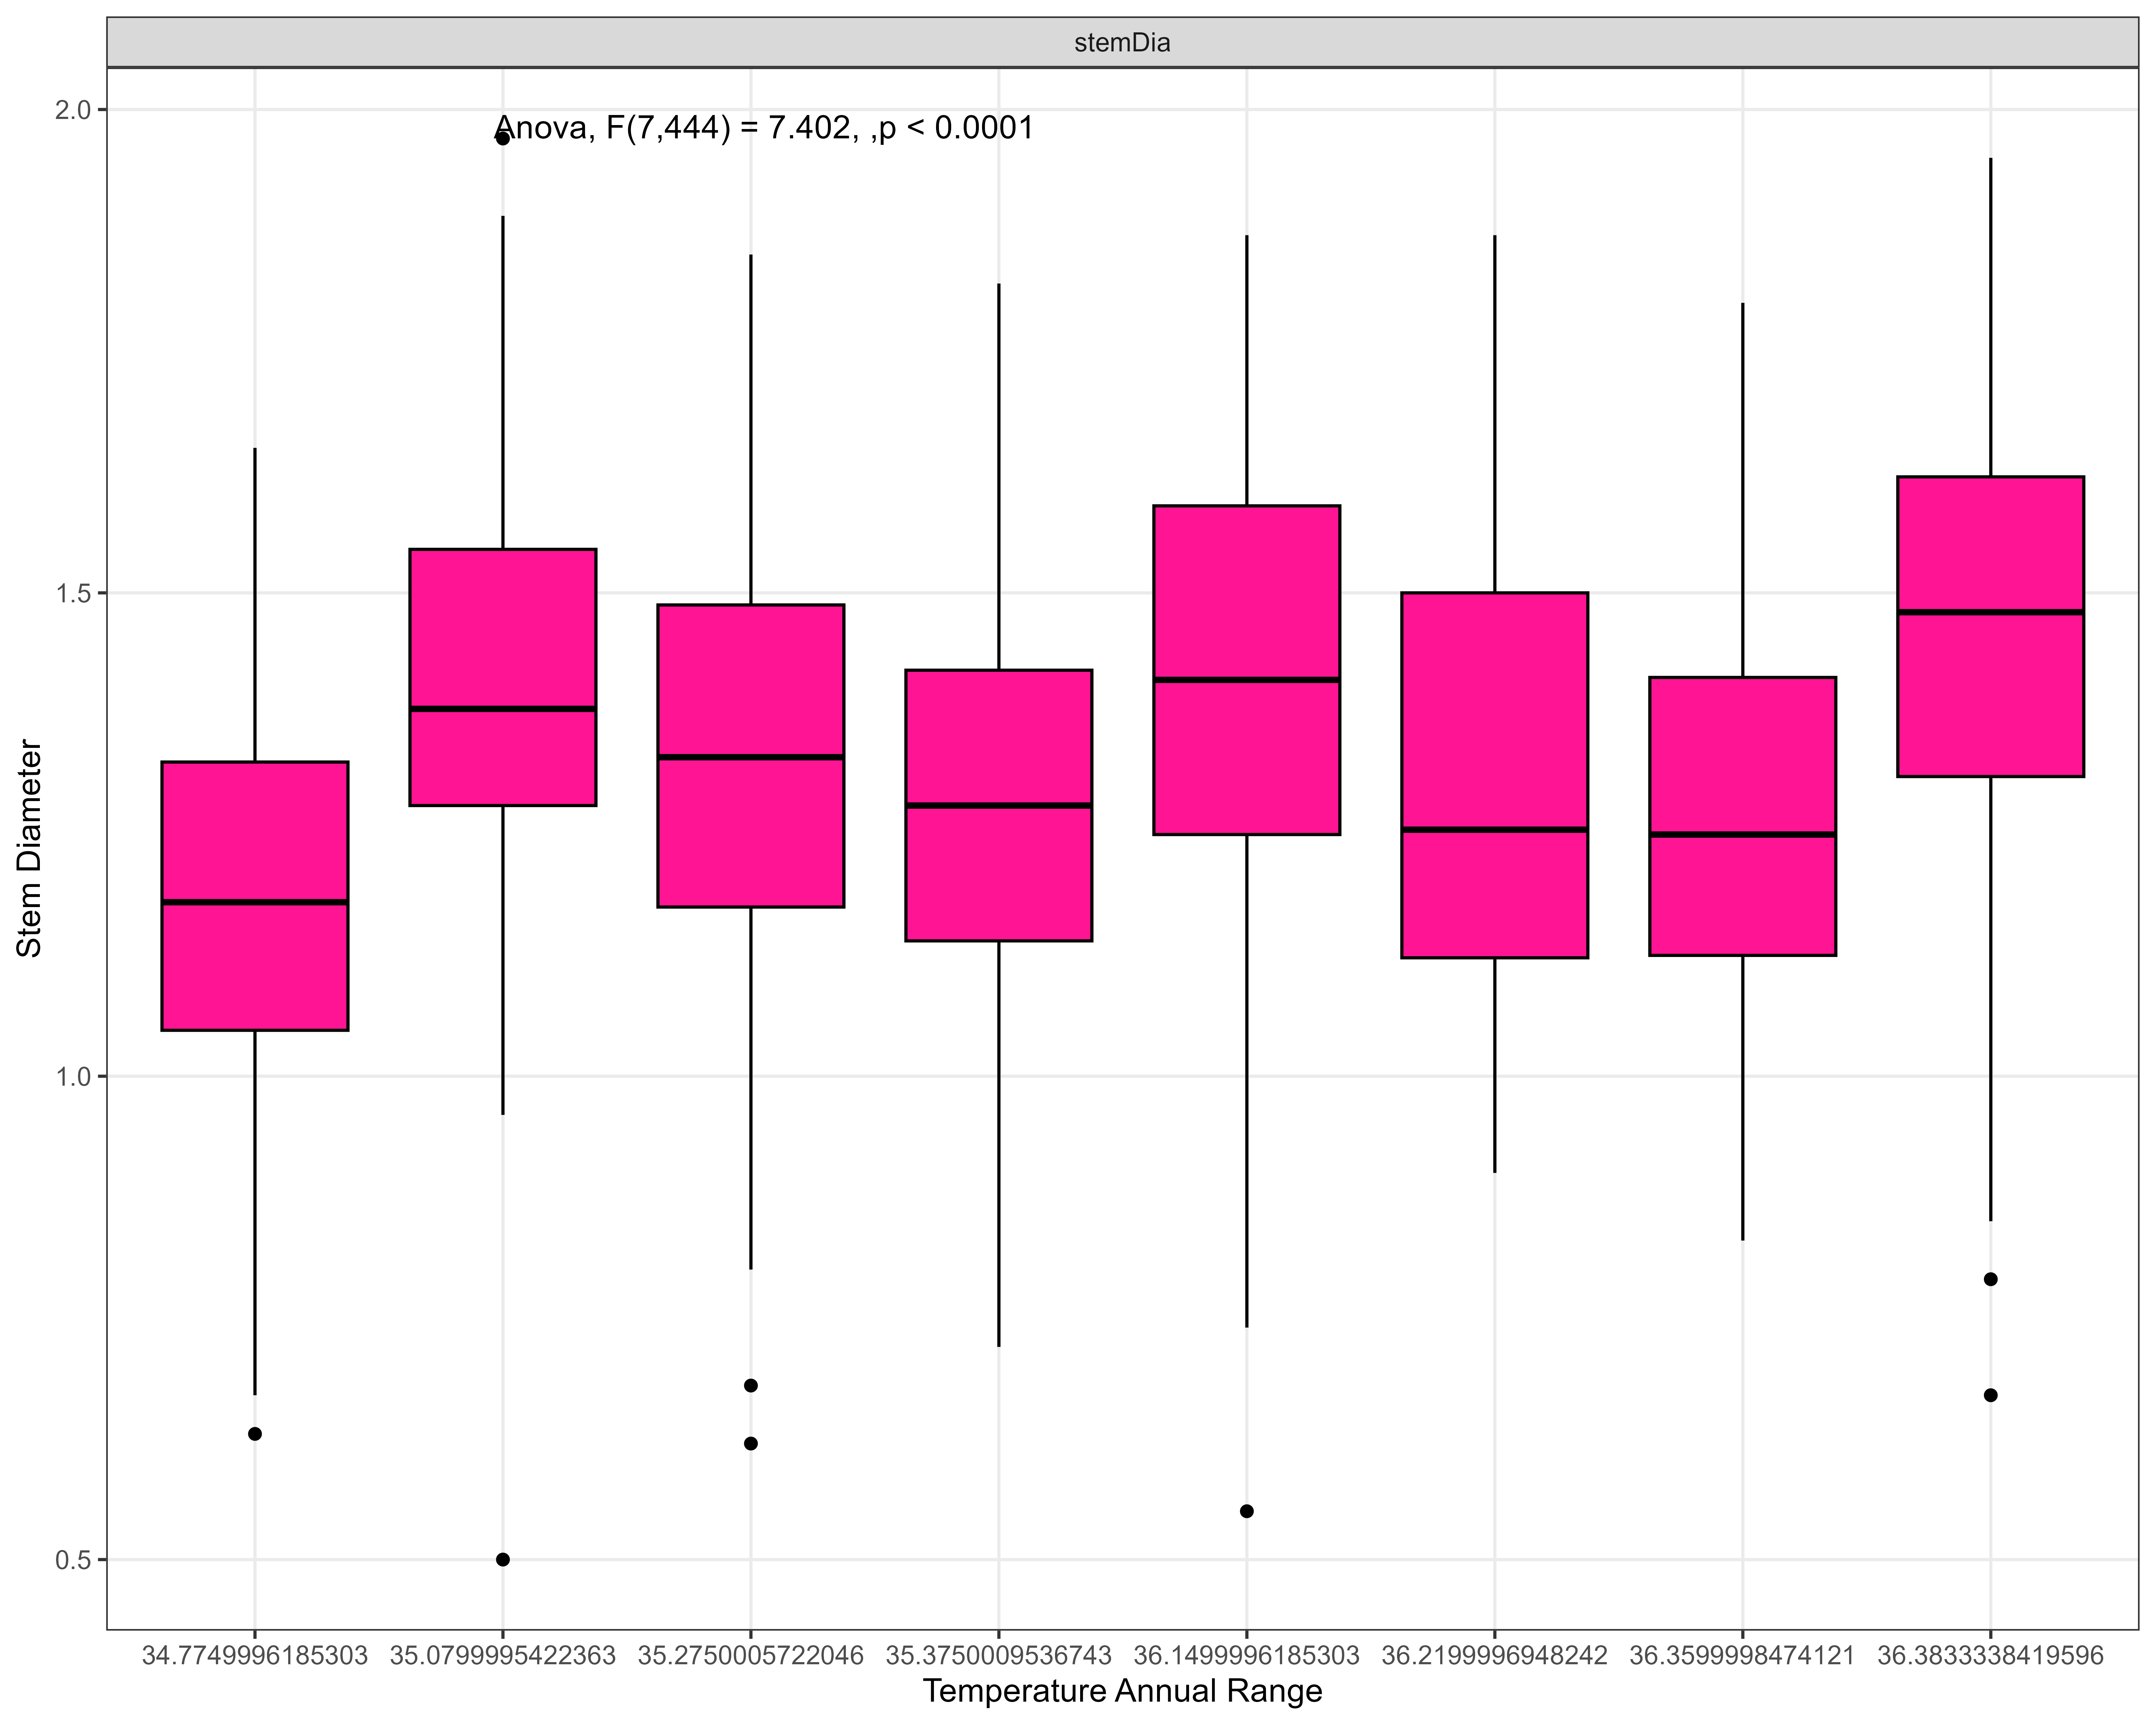 stemDia
Anova, F(7,444) = 7.402, ,p < 0.0001
2.0
1.5
1.0
0.5
Stem Diameter
34.7749996185303 35.0799995422363 35.2750005722046 35.3750009536743 36.1499996185303 36.2199996948242 36.3599998474121 36.3833338419596
Temperature Annual Range